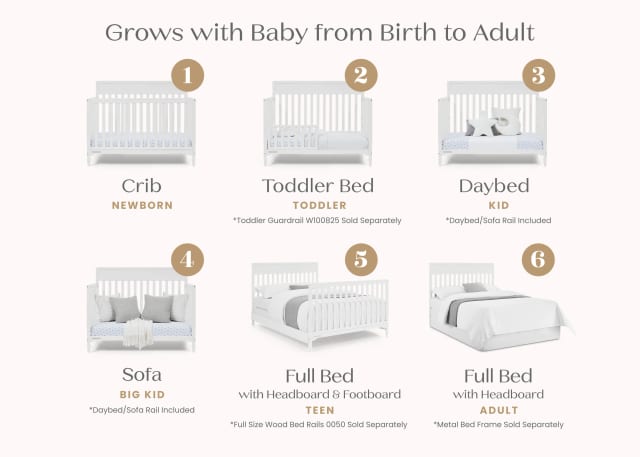 Grows with Baby from Birth to Adult
1
2
3
Crib
NEWBORN
Toddler Bed
TODDLER
*Toddler Guardrail W100825 Sold Separately
Daybed
KID
*Daybed/Sofa Rail Included
4
5
6
Sofa
BIG KID
*Daybed/Sofa Rail Included
Full Bed
with Headboard & Footboard
TEEN
*Full Size Wood Bed Rails 0050 Sold Separately
Full Bed
with Headboard
ADULT
*Metal Bed Frame Sold Separately